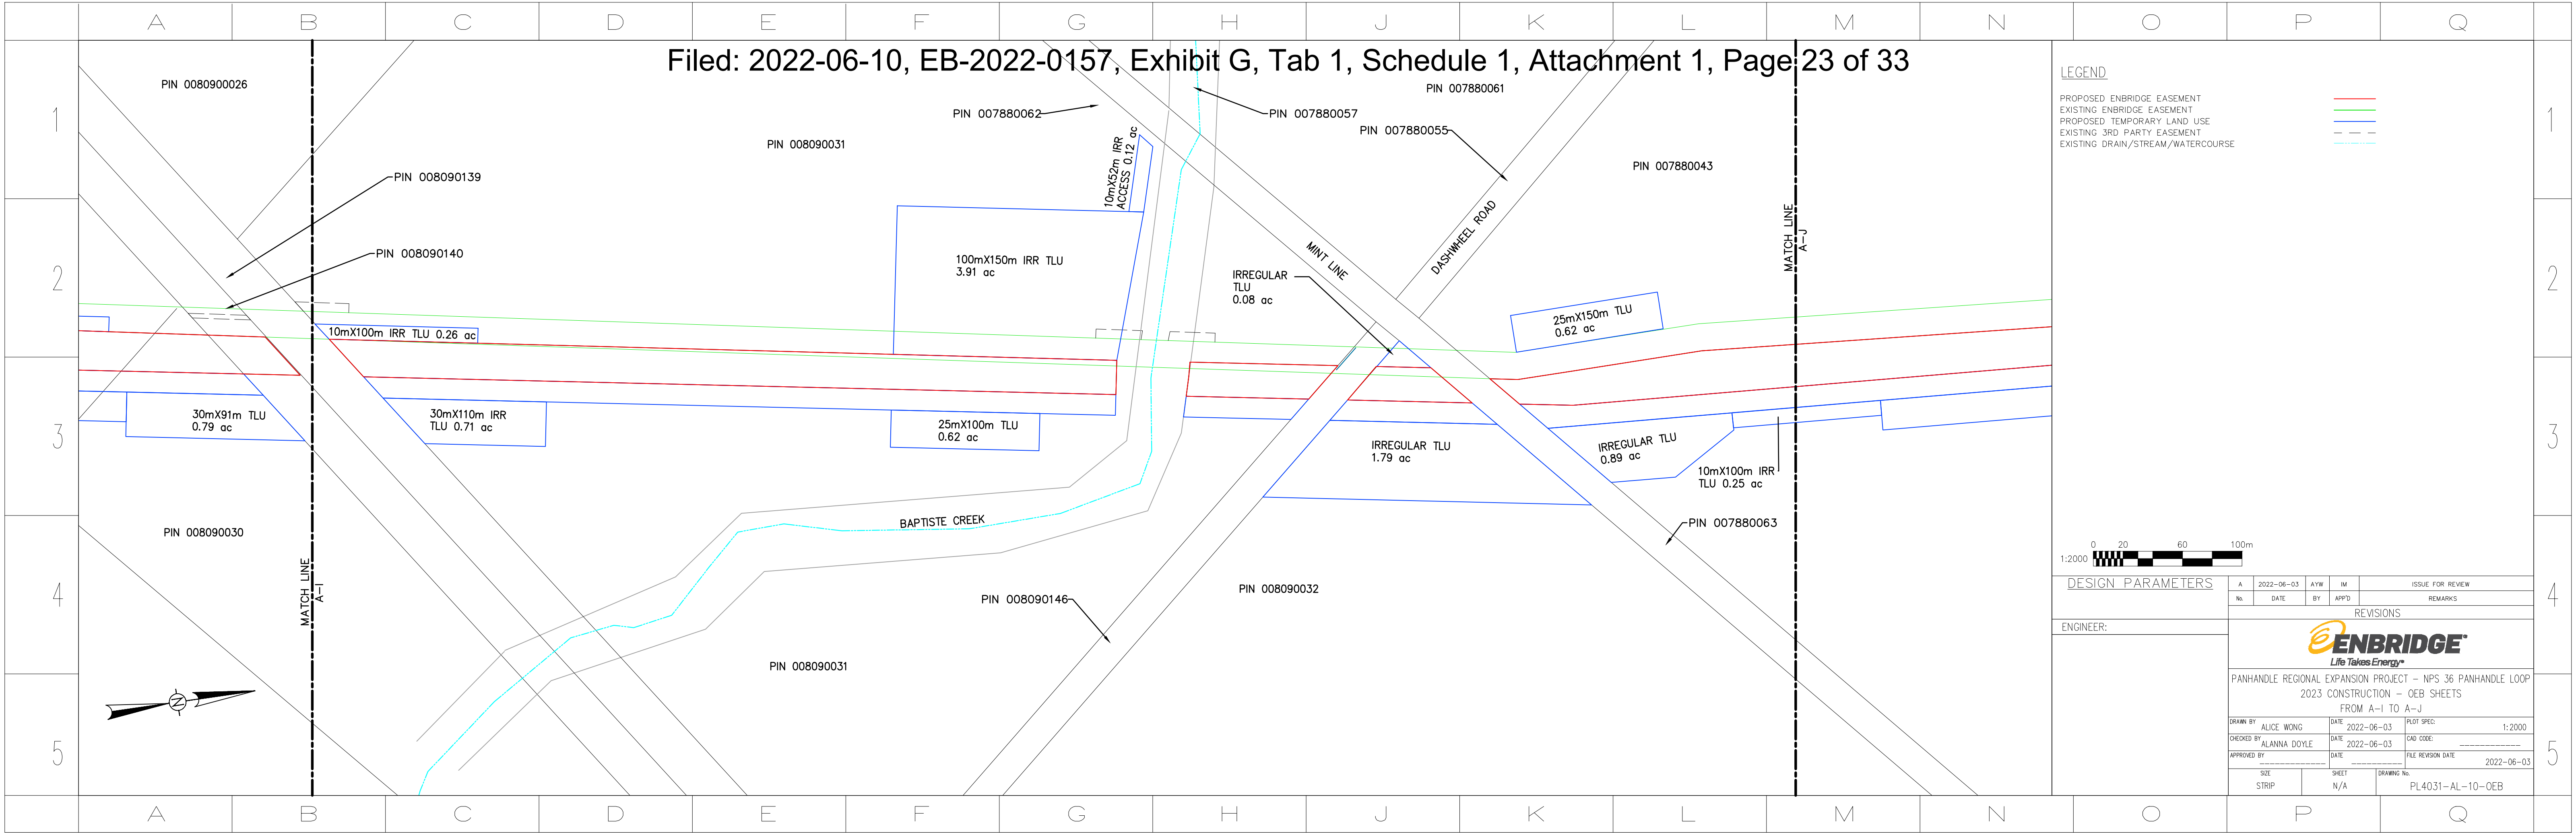 A B C D E F G H J K L M N O P Q
Filed: 2022-06-10, EB-2022-0157, Exhibit G, Tab 1, Schedule 1, Attachment 1, Page 23 of 33
1
2
3
4
5
1
2
3
4
5
PIN 0080900026
PIN 008090139
PIN 008090140
PIN 008090031
PIN 007880062
PIN 007880057
PIN 007880061
PIN 007880055
PIN 007880043
10mX52m IRR
ACCESS 0.12 ac
100mX150m IRR TLU
3.91 ac
IRREGULAR
TLU
0.08 ac
MINT LINE
DASHWHEEL ROAD
MATCH LINE
A-J
25mX150m TLU
0.62 ac
10mX100m IRR TLU 0.26 ac
30mX91m TLU
0.79 ac
30mX110m IRR
TLU 0.71 ac
25mX100m TLU
0.62 ac
IRREGULAR TLU
1.79 ac
IRREGULAR TLU
0.89 ac
10mX100m IRR
TLU 0.25 ac
PIN 008090030
MATCH LINE
A-I
BAPTISTE CREEK
PIN 007880063
PIN 008090146
PIN 008090032
PIN 008090031
N
LEGEND
PROPOSED ENBRIDGE EASEMENT
EXISTING ENBRIDGE EASEMENT
PROPOSED TEMPORARY LAND USE
EXISTING 3RD PARTY EASEMENT
EXISTING DRAIN/STREAM/WATERCOURSE
0 20 60 100m
1:2000
DESIGN PARAMETERS
ENGINEER:
A 2022-06-03 AYW IM ISSUE FOR REVIEW
No. DATE BY APP'D REMARKS
REVISIONS
ENBRIDGE®
Life Takes Energy™
PANHANDLE REGIONAL EXPANSION PROJECT - NPS 36 PANHANDLE LOOP
2023 CONSTRUCTION - OEB SHEETS
FROM A-I TO A-J
DRAWN BY ALICE WONG DATE 2022-06-03 PLOT SPEC: 1:2000
CHECKED BY ALANNA DOYLE DATE 2022-06-03 CAD CODE: ------------
APPROVED BY ------------- DATE ---------- FILE REVISION DATE 2022-06-03
SIZE SHEET DRAWING No.
STRIP N/A PL4031-AL-10-OEB
A B C D E F G H J K L M N O P Q